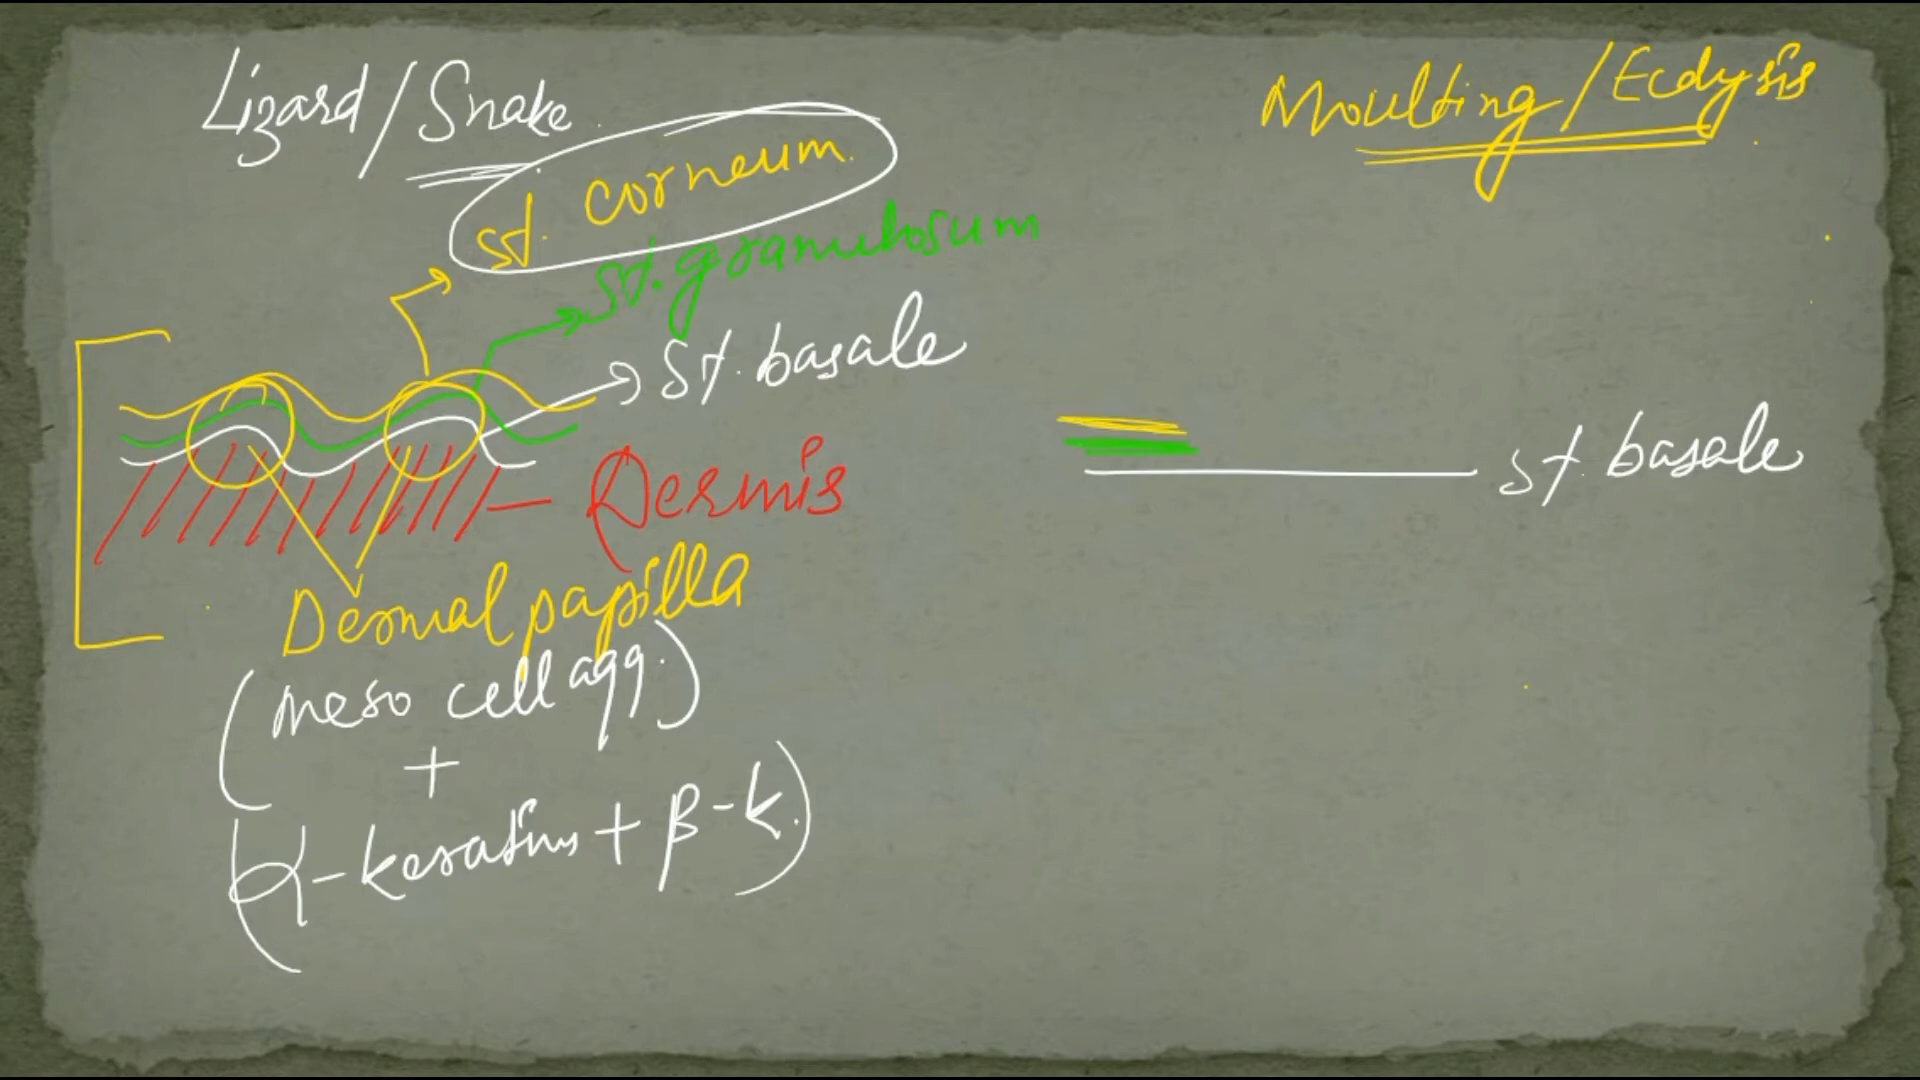 Lizard/Snake
Moulting/Ecdysis
st. corneum
st. granulosum
st. basale
Dermis
st. basale
Dermal papilla
(meso cell agg.)
+
(α-keratins + β-k.)